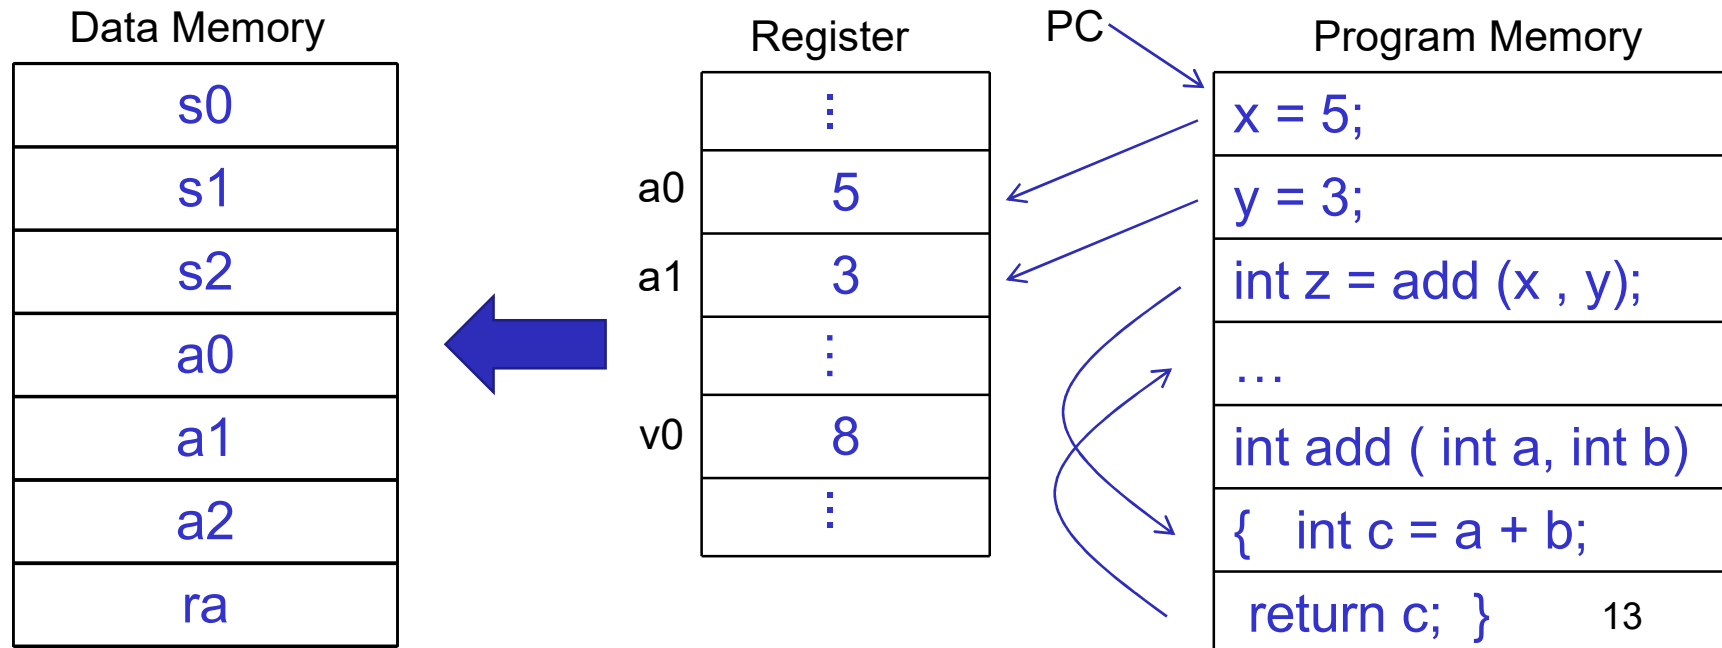 Data Memory
s0
s1
s2
a0
a1
a2
ra
Register
⋮
a0 5
a1 3
⋮
v0 8
⋮
PC
Program Memory
x = 5;
y = 3;
int z = add (x , y);
...
int add ( int a, int b)
{ int c = a + b;
return c; }
13